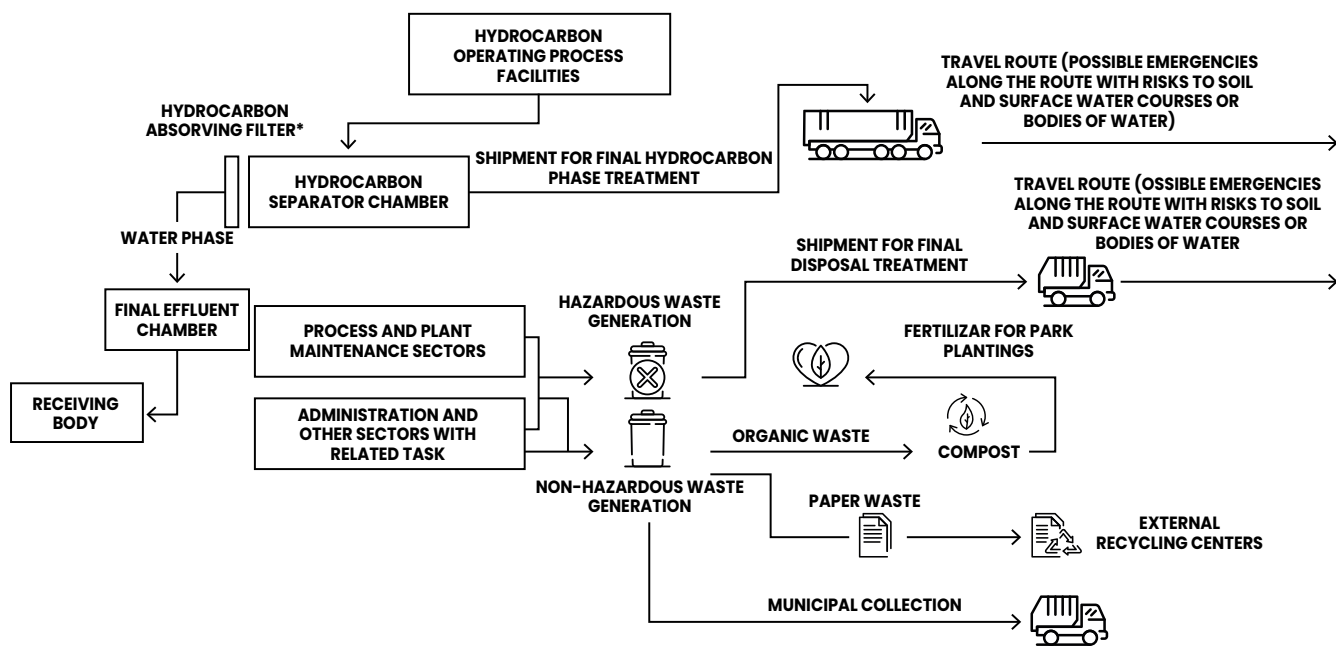 HYDROCARBON
OPERATING PROCESS
FACILITIES
TRAVEL ROUTE (POSSIBLE EMERGENCIES
ALONG THE ROUTE WITH RISKS TO SOIL
AND SURFACE WATER COURSES OR
BODIES OF WATER)
HYDROCARBON
ABSORVING FILTER*
SHIPMENT FOR FINAL HYDROCARBON
PHASE TREATMENT
HYDROCARBON
SEPARATOR CHAMBER
TRAVEL ROUTE (OSSIBLE EMERGENCIES
ALONG THE ROUTE WITH RISKS TO SOIL
AND SURFACE WATER COURSES OR
BODIES OF WATER
WATER PHASE
SHIPMENT FOR FINAL
DISPOSAL TREATMENT
FINAL EFFLUENT
CHAMBER
HAZARDOUS WASTE
GENERATION
PROCESS AND PLANT
MAINTENANCE SECTORS
FERTILIZAR FOR PARK
PLANTINGS
RECEIVING
BODY
ADMINISTRATION AND
OTHER SECTORS WITH
RELATED TASK
ORGANIC WASTE
COMPOST
NON-HAZARDOUS WASTE
GENERATION
PAPER WASTE
EXTERNAL
RECYCLING CENTERS
MUNICIPAL COLLECTION